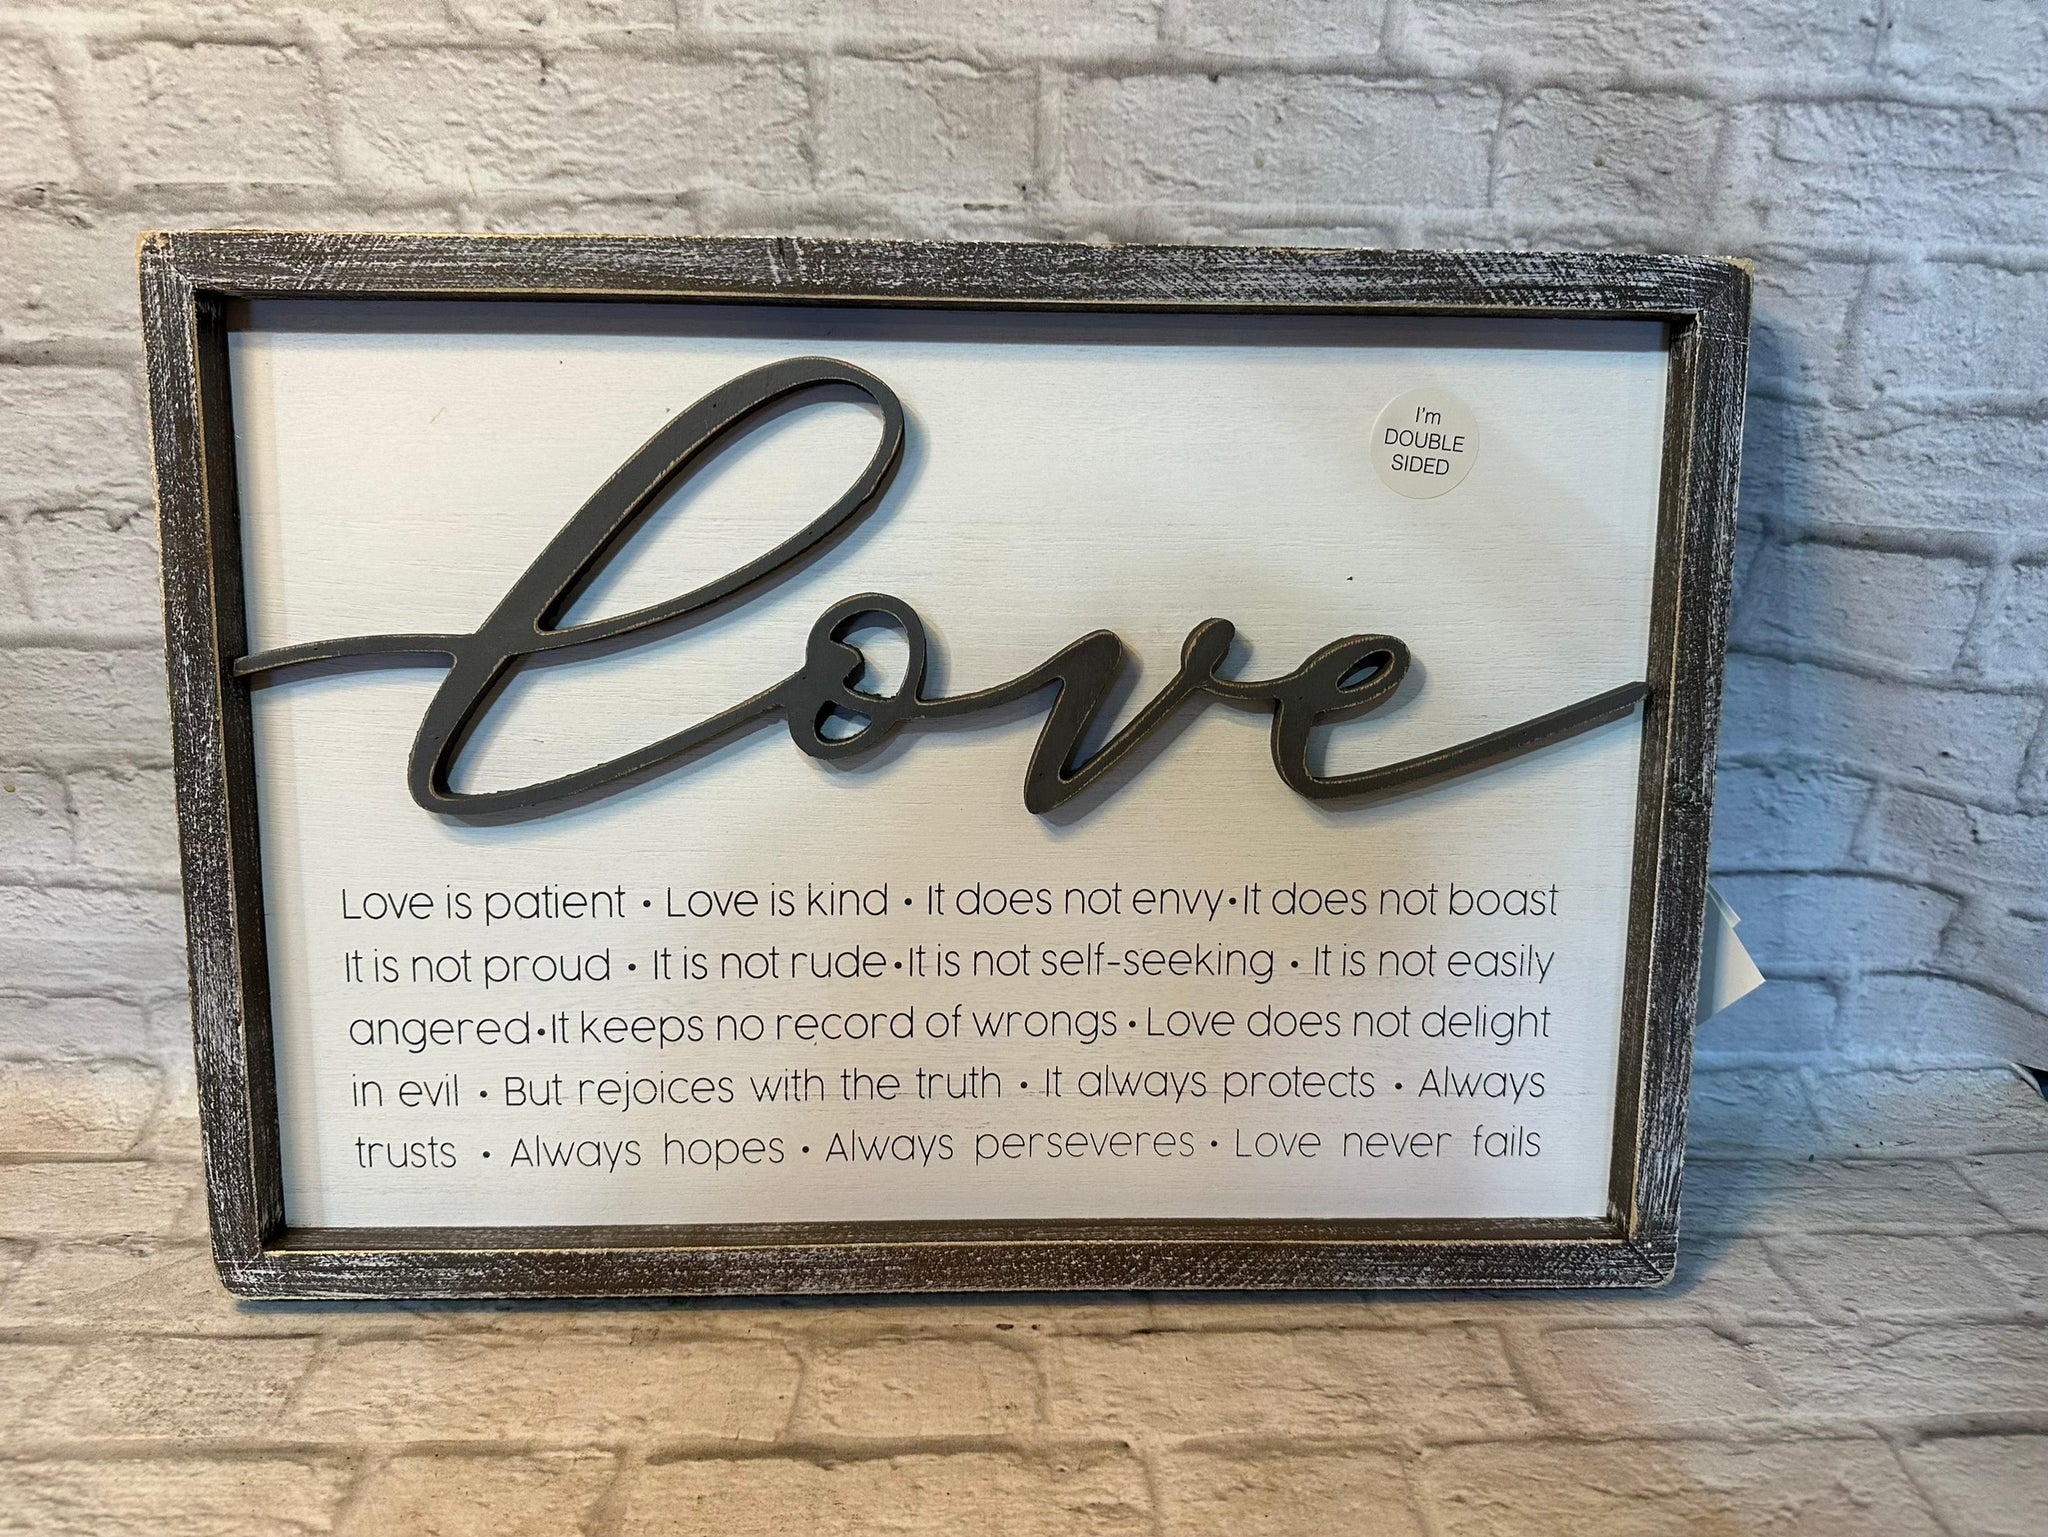 I'm
DOUBLE
SIDED
love
Love is patient • Love is kind • It does not envy•It does not boast
It is not proud • It is not rude•It is not self-seeking • It is not easily
angered•It keeps no record of wrongs • Love does not delight
in evil • But rejoices with the truth • It always protects • Always
trusts • Always hopes • Always perseveres • Love never fails